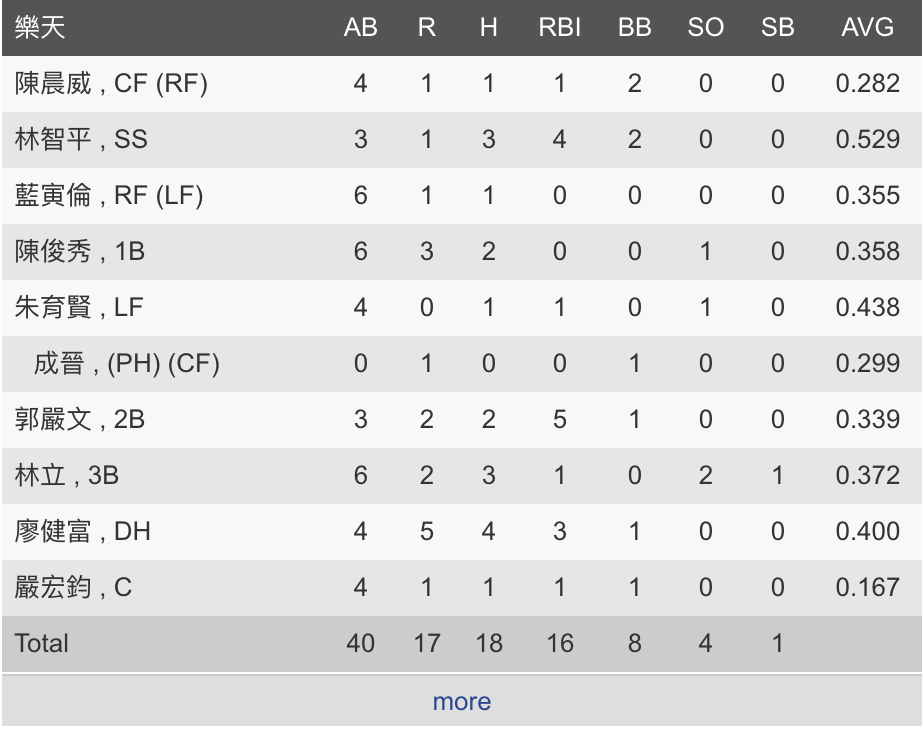 樂天 AB R H RBI BB SO SB AVG
陳晨威 , CF (RF) 4 1 1 1 2 0 0 0.282
林智平 , SS 3 1 3 4 2 0 0 0.529
藍寅倫 , RF (LF) 6 1 1 0 0 0 0 0.355
陳俊秀 , 1B 6 3 2 0 0 1 0 0.358
朱育賢 , LF 4 0 1 1 0 1 0 0.438
成晉 , (PH) (CF) 0 1 0 0 1 0 0 0.299
郭嚴文 , 2B 3 2 2 5 1 0 0 0.339
林立 , 3B 6 2 3 1 0 2 1 0.372
廖健富 , DH 4 5 4 3 1 0 0 0.400
嚴宏鈞 , C 4 1 1 1 1 0 0 0.167
Total 40 17 18 16 8 4 1
more